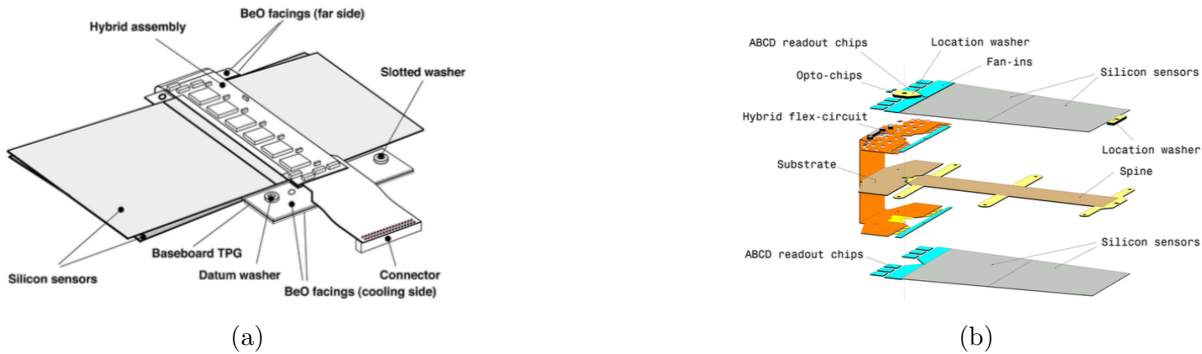 BeO facings (far side)
Hybrid assembly
Slotted washer
Baseboard TPG
Silicon sensors
Datum washer
Connector
BeO facings (cooling side)
(a)
Location washer
ABCD readout chips
Fan-ins
Opto-chips
Silicon sensors
Hybrid flex-circuit
Location washer
Substrate
Spine
Silicon sensors
ABCD readout chips
(b)